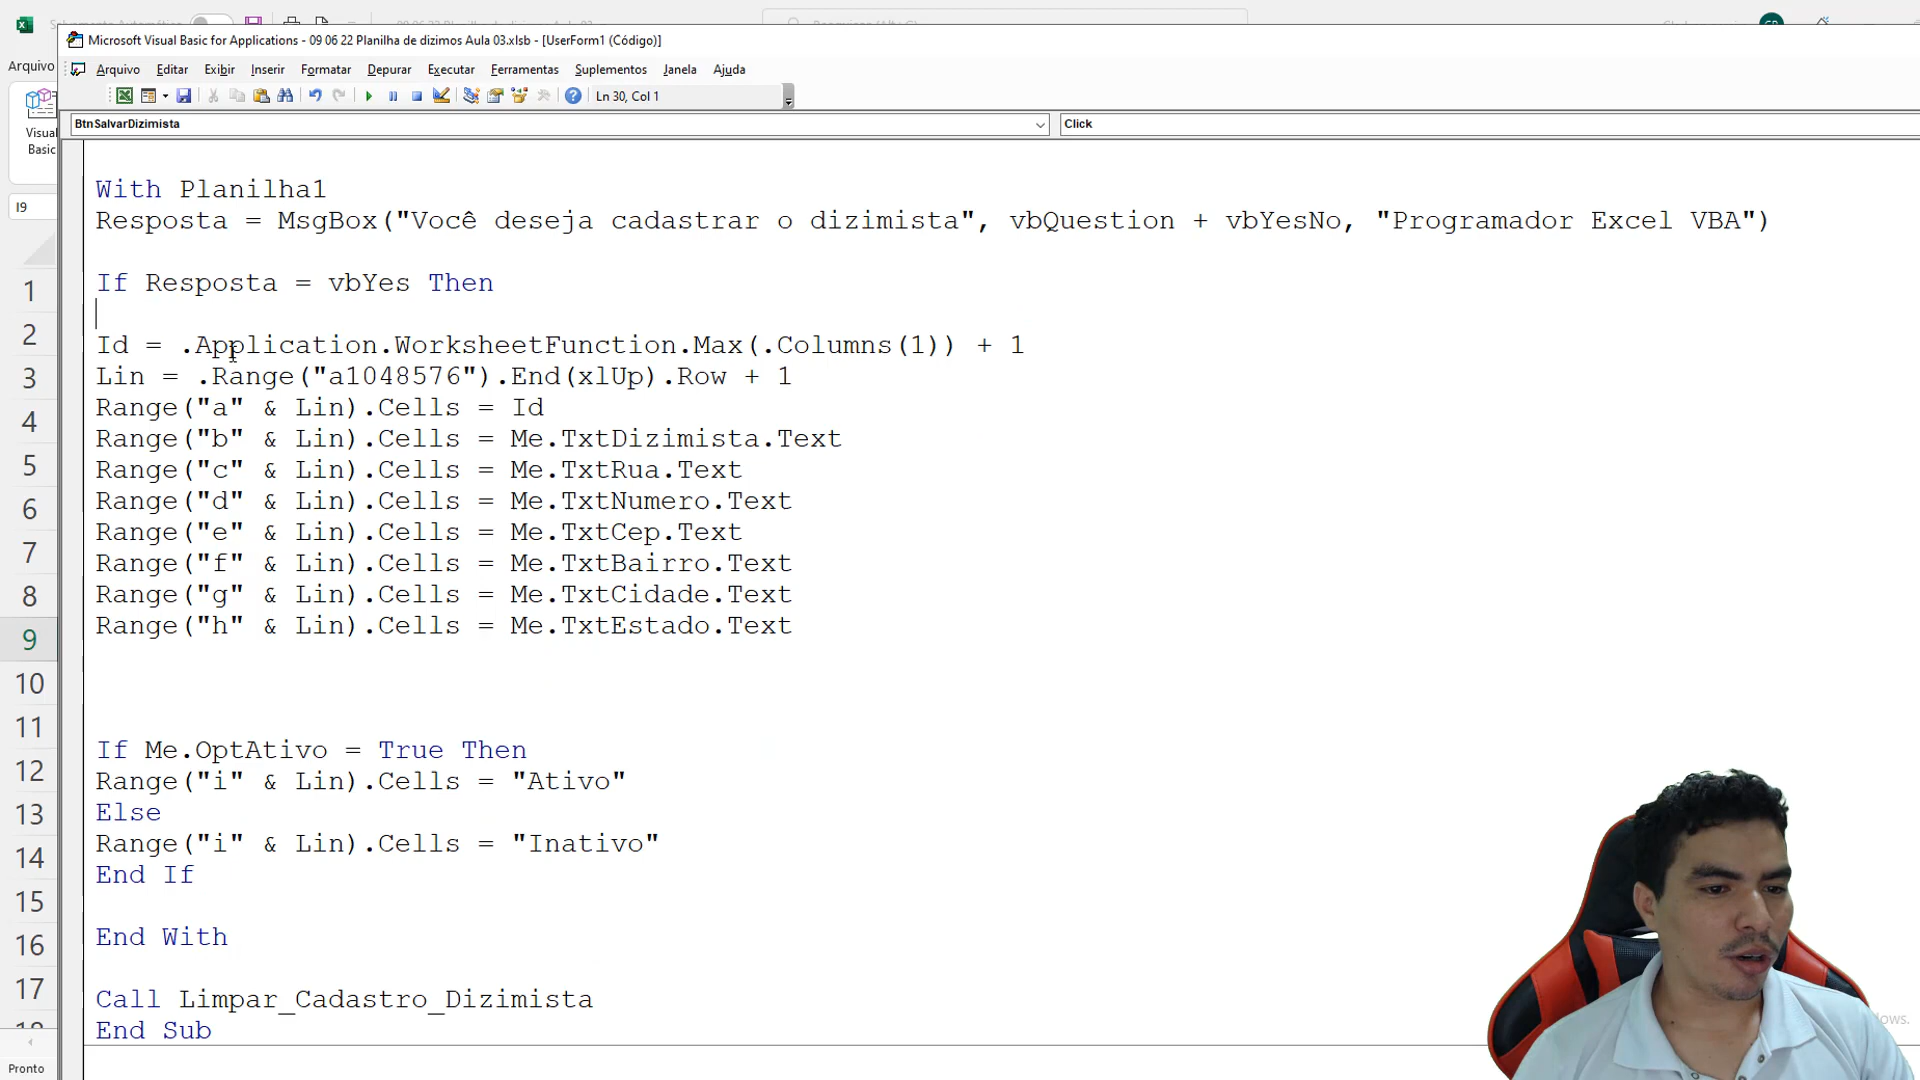 Microsoft Visual Basic for Applications - 09 06 22 Planilha de dizimos Aula 03.xlsb - [UserForm1 (Código)]
Arquivo
Arquivo Editar Exibir Inserir Formatar Depurar Executar Ferramentas Suplementos Janela Ajuda
Ln 30, Col 1
Visual
Basic
BtnSalvarDizimista
Click
I9
With Planilha1
Resposta = MsgBox("Você deseja cadastrar o dizimista", vbQuestion + vbYesNo, "Programador Excel VBA")
If Resposta = vbYes Then
Id = .Application.WorksheetFunction.Max(.Columns(1)) + 1
Lin = .Range("a1048576").End(xlUp).Row + 1
Range("a" & Lin).Cells = Id
Range("b" & Lin).Cells = Me.TxtDizimista.Text
Range("c" & Lin).Cells = Me.TxtRua.Text
Range("d" & Lin).Cells = Me.TxtNumero.Text
Range("e" & Lin).Cells = Me.TxtCep.Text
Range("f" & Lin).Cells = Me.TxtBairro.Text
Range("g" & Lin).Cells = Me.TxtCidade.Text
Range("h" & Lin).Cells = Me.TxtEstado.Text
If Me.OptAtivo = True Then
Range("i" & Lin).Cells = "Ativo"
Else
Range("i" & Lin).Cells = "Inativo"
End If
End With
Call Limpar_Cadastro_Dizimista
End Sub
1
2
3
4
5
6
7
8
9
10
11
12
13
14
15
16
17
Pronto